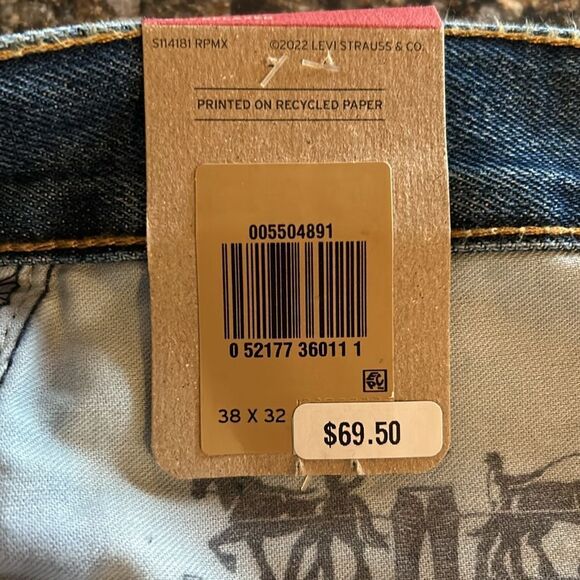 S114181 RPMX ©2022 LEVI STRAUSS & CO.
PRINTED ON RECYCLED PAPER
005504891
0 52177 36011 1
38 X 32
$69.50